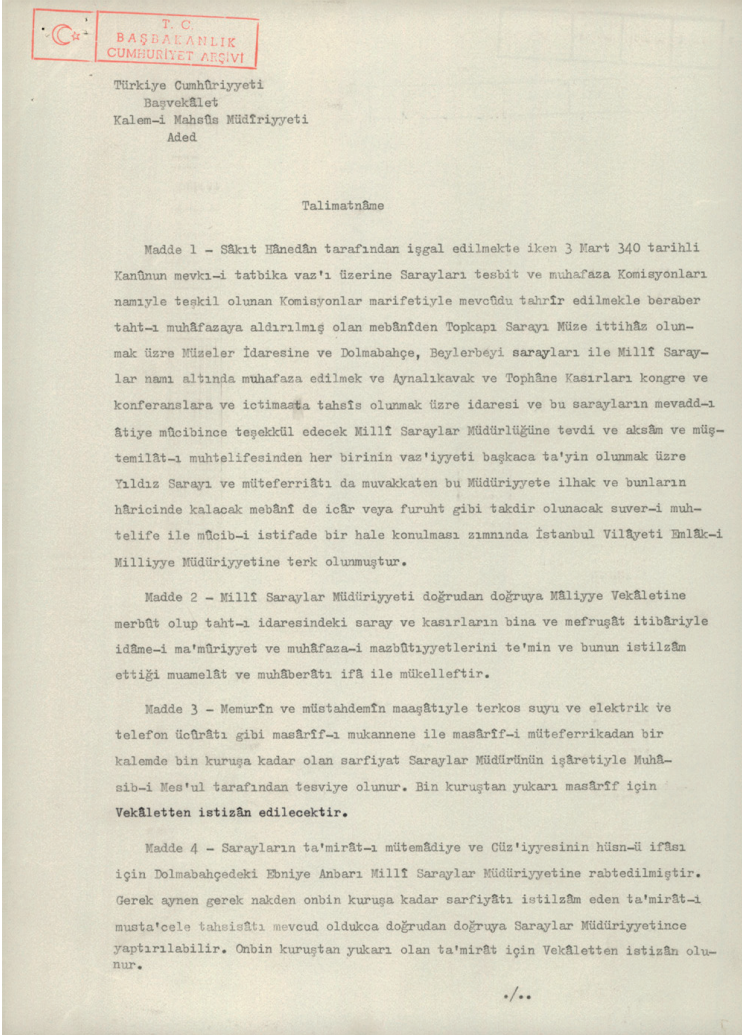 T. C.
BAŞBAKANLIK
CUMHURİYET ARŞİVİ
Türkiye Cumhûriyyeti
Başvekâlet
Kalem-i Mahsûs Müdîriyyeti
Aded
Talimatnâme
Madde 1 - Sâkıt Hânedân tarafından işgal edilmekte iken 3 Mart 340 tarihli
Kanûnun mevkı-i tatbika vaz'ı üzerine Sarayları tesbit ve muhafaza Komisyonları
namıyle teşkil olunan Komisyonlar marifetiyle mevcûdu tahrîr edilmekle beraber
taht-ı muhâfazaya aldırılmış olan mebânîden Topkapı Sarayı Müze ittihâz olun-
mak üzre Müzeler İdaresine ve Dolmabahçe, Beylerbeyi sarayları ile Millî Saray-
lar namı altında muhafaza edilmek ve Aynalıkavak ve Tophâne Kasırları kongre ve
konferanslara ve ictimaata tahsîs olunmak üzre idaresi ve bu sarayların mevadd-ı
âtiye mûcibince teşekkül edecek Millî Saraylar Müdürlüğüne tevdi ve aksâm ve müş-
temilât-ı muhtelifesinden her birinin vaz'iyyeti başkaca ta'yin olunmak üzre
Yıldız Sarayı ve müteferriâtı da muvakkaten bu Müdüriyyete ilhak ve bunların
hâricinde kalacak mebânî de icâr veya furuht gibi takdir olunacak suver-i muh-
telife ile mûcib-i istifade bir hale konulması zımnında İstanbul Vilâyeti Emlâk-i
Milliyye Müdüriyyetine terk olunmuştur.
Madde 2 - Millî Saraylar Müdüriyyeti doğrudan doğruya Mâliyye Vekâletine
merbût olup taht-ı idaresindeki saray ve kasırların bina ve mefruşât itibâriyle
idâme-i ma'mûriyyet ve muhâfaza-i mazbûtıyyetlerini te'min ve bunun istilzâm
ettiği muamelât ve muhâberâtı ifâ ile mükelleftir.
Madde 3 - Memurîn ve müstahdemîn maaşâtıyle terkos suyu ve elektrik ve
telefon ücûrâtı gibi masârîf-ı mukannene ile masârîf-i müteferrikadan bir
kalemde bin kuruşa kadar olan sarfiyat Saraylar Müdürünün işâretiyle Muhâ-
sib-i Mes'ul tarafından tesviye olunur. Bin kuruştan yukarı masârîf için
Vekâletten istizân edilecektir.
Madde 4 - Sarayların ta'mirât-ı mütemâdiye ve Cüz'iyyesinin hüsn-ü ifâsı
için Dolmabahçedeki Ebniye Anbarı Millî Saraylar Müdüriyyetine rabtedilmiştir.
Gerek aynen gerek nakden onbin kuruşa kadar sarfiyâtı istilzâm eden ta'mirât-i
musta'cele tahsisâtı mevcud oldukca doğrudan doğruya Saraylar Müdüriyyetince
yaptırılabilir. Onbin kuruştan yukarı olan ta'mirât için Vekâletten istizân olu-
nur.
./..